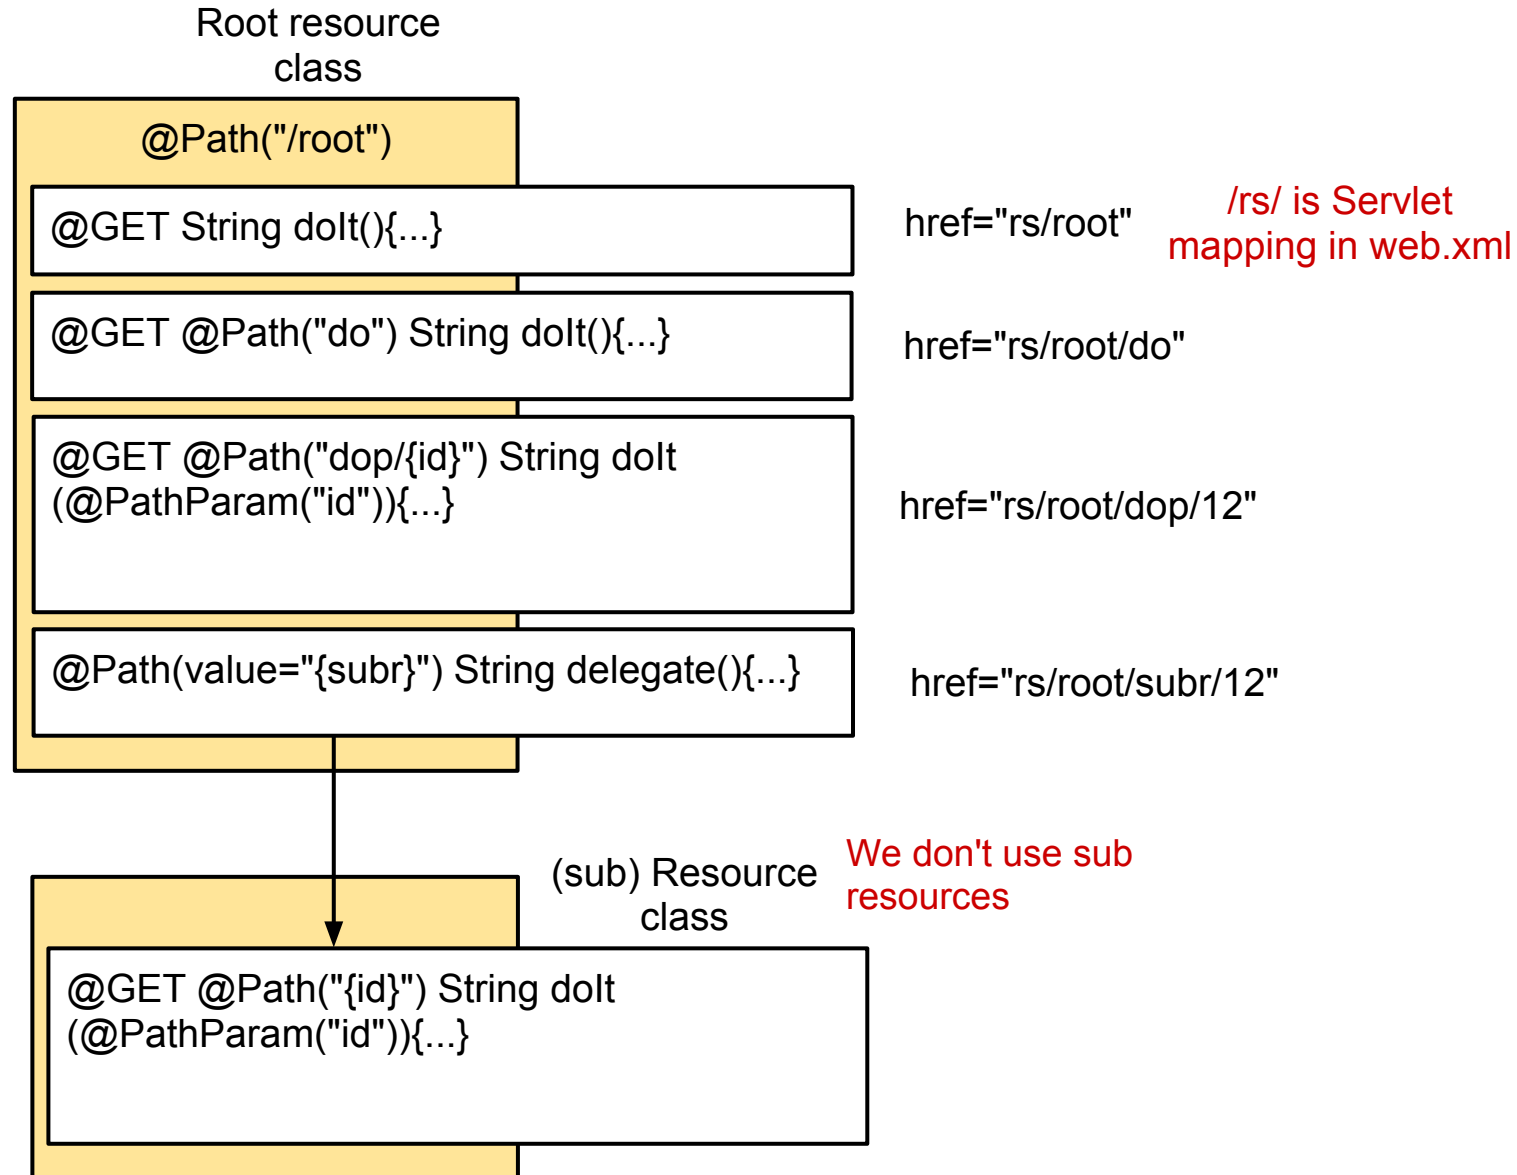 Root resource
class
@Path("/root")
@GET String doIt(){...}
href="rs/root"
/rs/ is Servlet
mapping in web.xml
@GET @Path("do") String doIt(){...}
href="rs/root/do"
@GET @Path("dop/{id}") String doIt
(@PathParam("id")){...}
href="rs/root/dop/12"
@Path(value="{subr}") String delegate(){...}
href="rs/root/subr/12"
(sub) Resource
class
We don't use sub
resources
@GET @Path("{id}") String doIt
(@PathParam("id")){...}